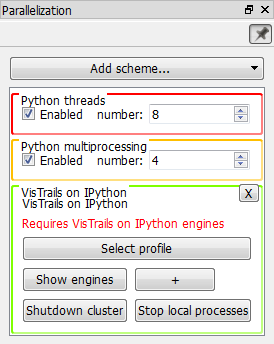 Parallelization
Add scheme...
Python threads
Enabled number: 8
Python multiprocessing
Enabled number: 4
VisTrails on IPython
X
VisTrails on IPython
Requires VisTrails on IPython engines
Select profile
Show engines +
Shutdown cluster Stop local processes